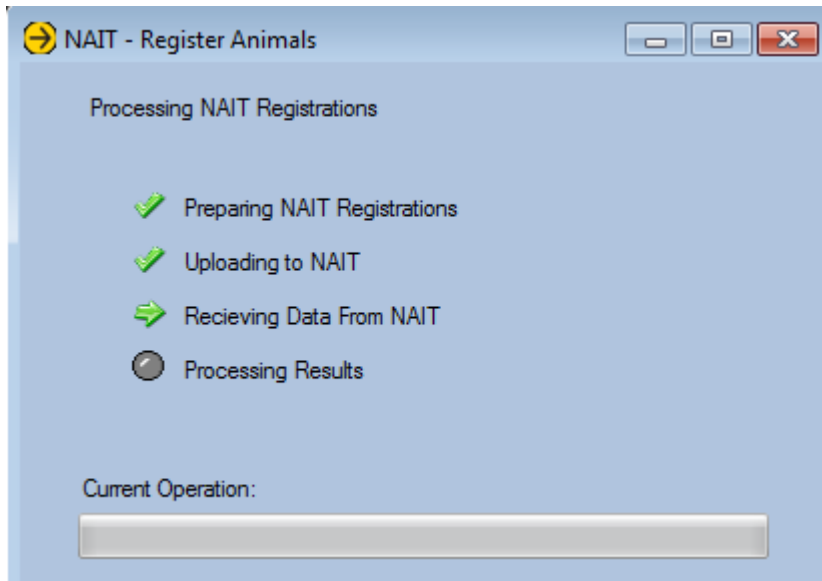 NAIT - Register Animals
Processing NAIT Registrations
Preparing NAIT Registrations
Uploading to NAIT
Recieving Data From NAIT
Processing Results
Current Operation: